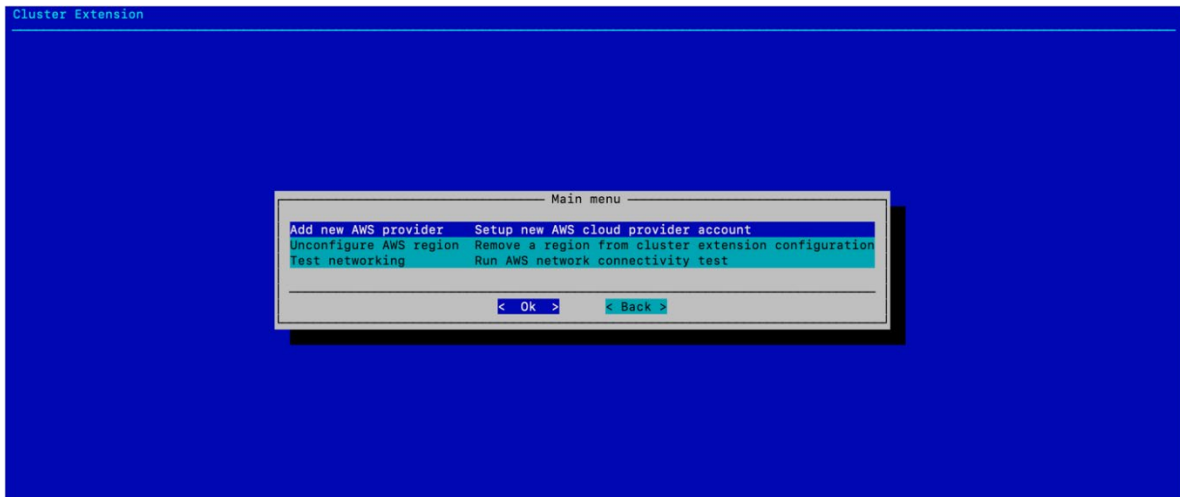 Cluster Extension
Main menu
Add new AWS provider Setup new AWS cloud provider account
Unconfigure AWS region Remove a region from cluster extension configuration
Test networking Run AWS network connectivity test
< Ok > < Back >